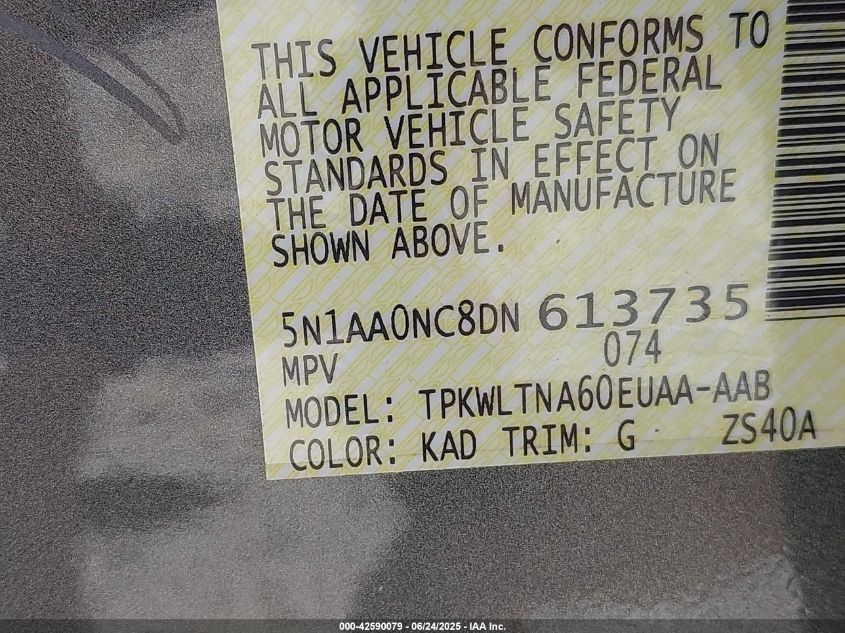 THIS VEHICLE CONFORMS TO
ALL APPLICABLE FEDERAL
MOTOR VEHICLE SAFETY
STANDARDS IN EFFECT ON
THE DATE OF MANUFACTURE
SHOWN ABOVE.
5N1AA0NC8DN 613735
MPV 074
MODEL: TPKWLTNA60EUAA-AAB
COLOR: KAD TRIM: G ZS40A
000-42590079 - 06/24/2025 - IAA Inc.